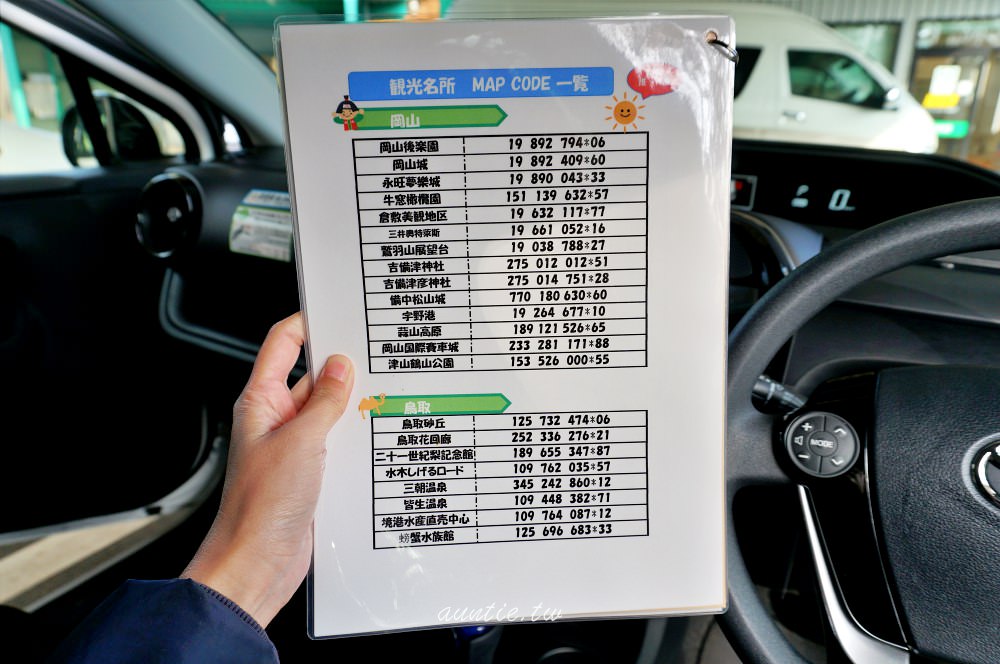 観光名所 MAP CODE 一覧
岡山
岡山後楽園 19 892 794*06
岡山城 19 892 409*60
永旺夢樂城 19 890 043*33
牛窓橄欖園 151 139 632*57
倉敷美観地区 19 632 117*77
三井奧特萊斯 19 661 052*16
鷲羽山展望台 19 038 788*27
吉備津神社 275 012 012*51
吉備津彦神社 275 014 751*28
備中松山城 770 180 630*60
宇野港 19 264 677*10
蒜山高原 189 121 526*65
岡山国際賽車城 233 281 171*88
津山鶴山公園 153 526 000*55
鳥取
鳥取砂丘 125 732 474*06
鳥取花回廊 252 336 276*21
二十一世紀梨記念館 189 655 347*87
水木しげるロード 109 762 035*57
三朝温泉 345 242 860*12
皆生温泉 109 448 382*71
境港水産直売中心 109 764 087*12
螃蟹水族館 125 696 683*33
MODE
auntie.tw